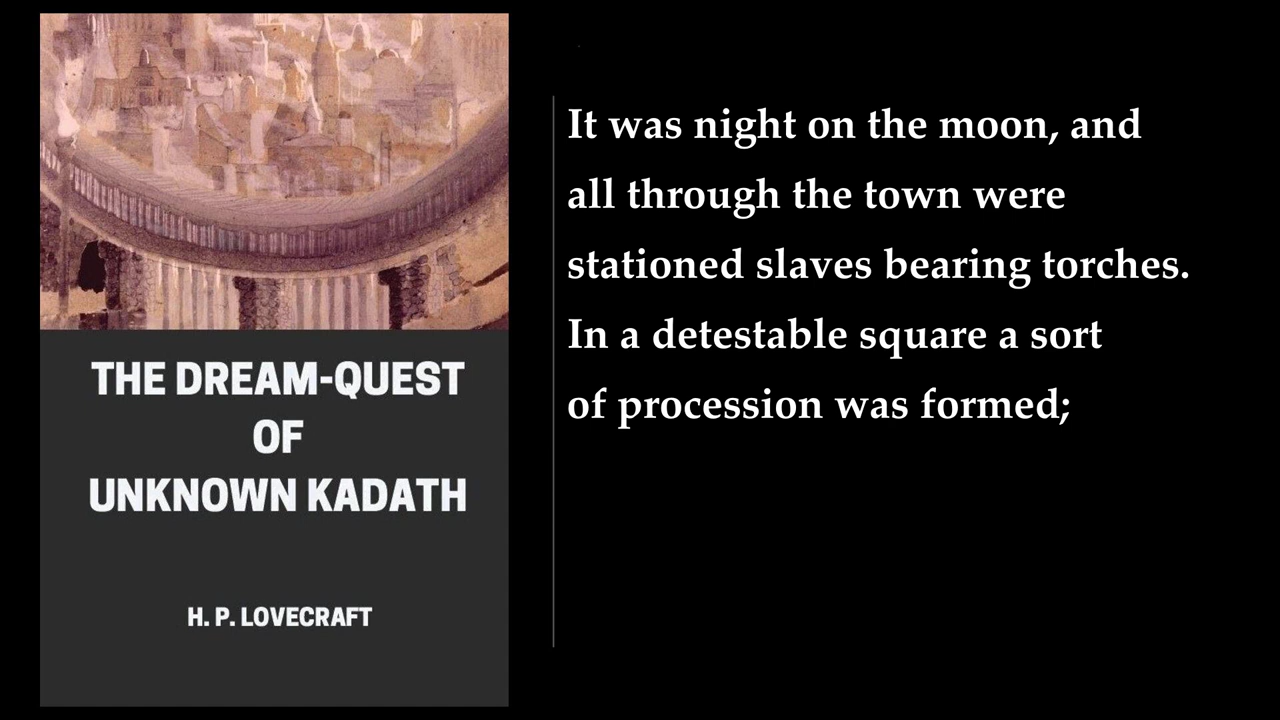 THE DREAM-QUEST
OF
UNKNOWN KADATH
H. P. LOVECRAFT
It was night on the moon, and
all through the town were
stationed slaves bearing torches.
In a detestable square a sort
of procession was formed;